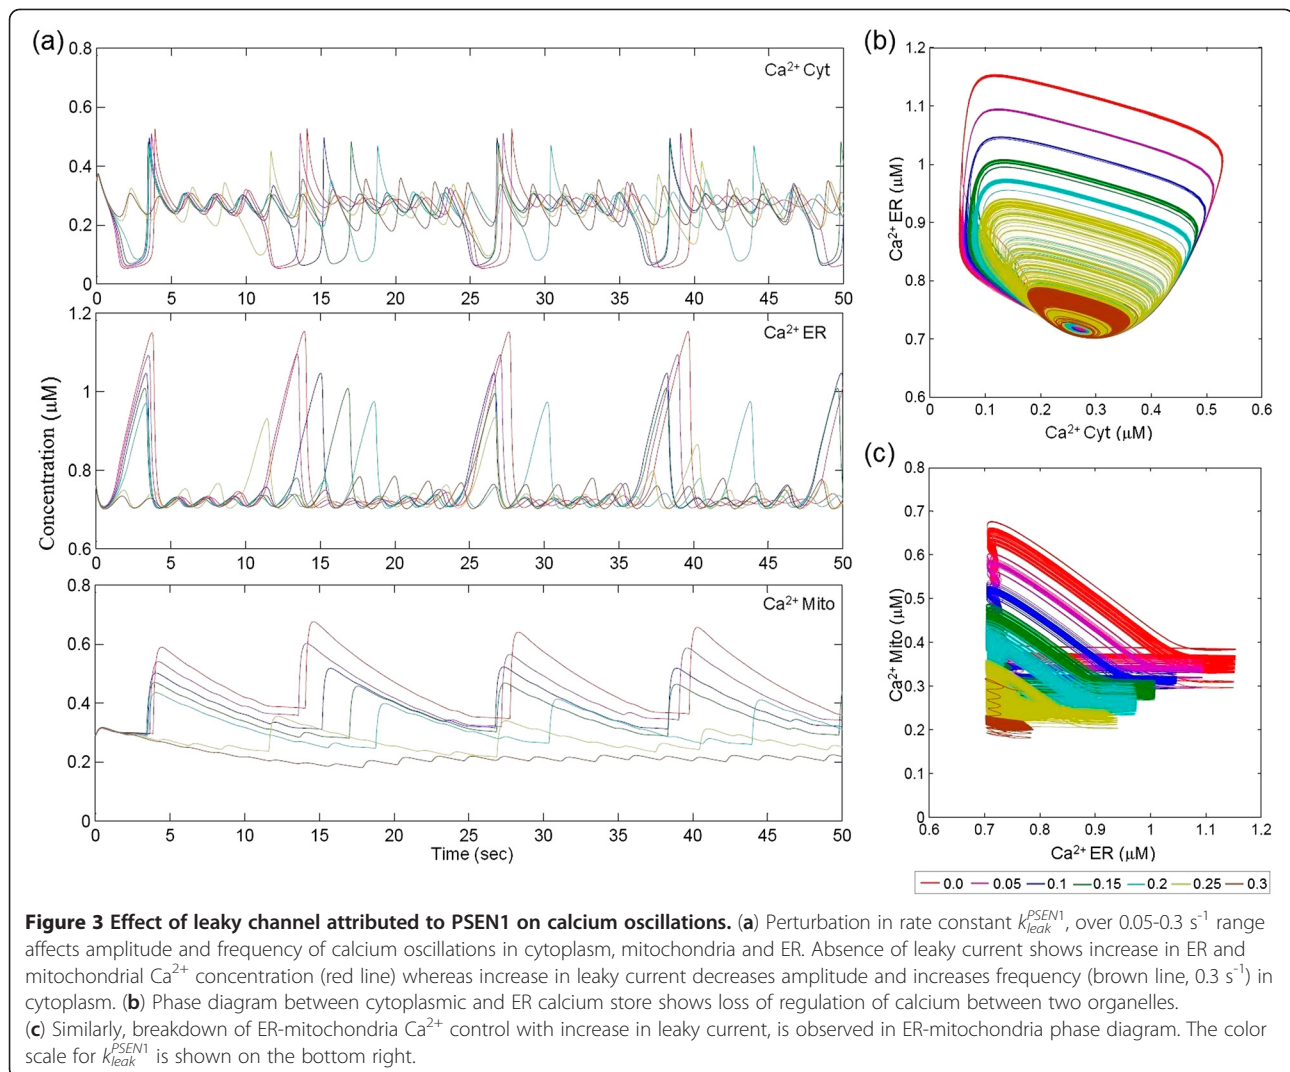 (a)
0.8
0.6
0.4
0.2
0
Ca²⁺ Cyt
0 5 10 15 20 25 30 35 40 45 50
1.2
1
0.8
0.6
Ca²⁺ ER
0 5 10 15 20 25 30 35 40 45 50
Concentration (μM)
0.8
0.6
0.4
0.2
0
Ca²⁺ Mito
0 5 10 15 20 25 30 35 40 45 50
Time (sec)
(b)
1.2
1.1
1
0.9
0.8
0.7
0.6
Ca²⁺ ER (μM)
0 0.1 0.2 0.3 0.4 0.5 0.6
Ca²⁺ Cyt (μM)
(c)
0.8
0.7
0.6
0.5
0.4
0.3
0.2
0.1
0
Ca²⁺ Mito (μM)
0.6 0.7 0.8 0.9 1 1.1 1.2
Ca²⁺ ER (μM)
0.0 0.05 0.1 0.15 0.2 0.25 0.3
Figure 3 Effect of leaky channel attributed to PSEN1 on calcium oscillations. (a) Perturbation in rate constant k_leak^PSEN1, over 0.05-0.3 s⁻¹ range
affects amplitude and frequency of calcium oscillations in cytoplasm, mitochondria and ER. Absence of leaky current shows increase in ER and
mitochondrial Ca²⁺ concentration (red line) whereas increase in leaky current decreases amplitude and increases frequency (brown line, 0.3 s⁻¹) in
cytoplasm. (b) Phase diagram between cytoplasmic and ER calcium store shows loss of regulation of calcium between two organelles.
(c) Similarly, breakdown of ER-mitochondria Ca²⁺ control with increase in leaky current, is observed in ER-mitochondria phase diagram. The color
scale for k_leak^PSEN1 is shown on the bottom right.